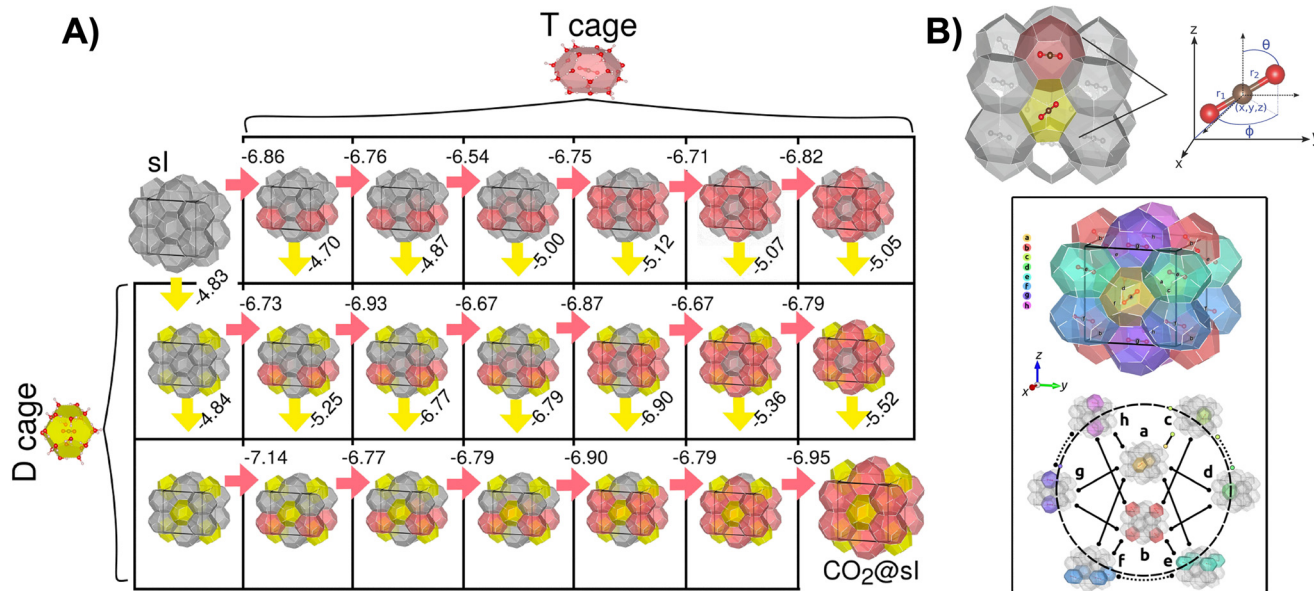 A)
T cage
sI
-6.86
-6.76
-6.54
-6.75
-6.71
-6.82
-4.83
-4.70
-4.87
-5.00
-5.12
-5.07
-5.05
D cage
-6.73
-6.93
-6.67
-6.87
-6.67
-6.79
-4.84
-5.25
-6.77
-6.79
-6.90
-5.36
-5.52
-7.14
-6.77
-6.79
-6.90
-6.79
-6.95
CO2@sI
B)
z
θ
r2
r1
(x,y,z)
ϕ
x
y
a
b
c
d
e
f
g
h
z
x
y
h
a
c
g
d
f
b
e